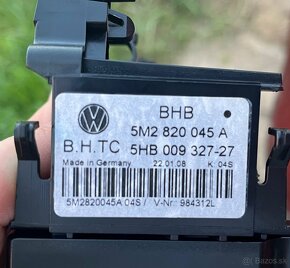 BHB
5M2 820 045 A
B.H.TC 5HB 009 327-27
Made in Germany 22.01.08 K: 04S
5M2820045A 04S / V-Nr: 984312L
bazos.sk